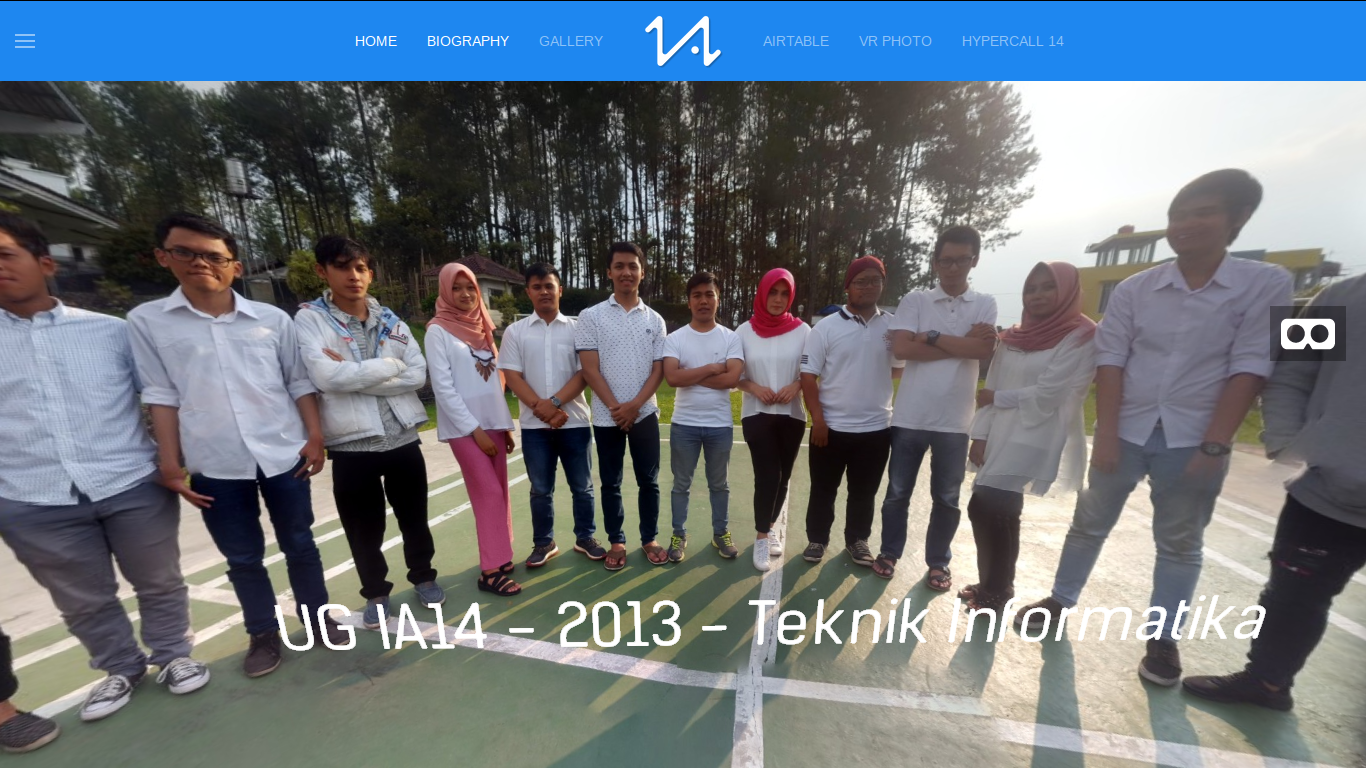 HOME BIOGRAPHY GALLERY AIRTABLE VR PHOTO HYPERCALL 14
UG IA14 - 2013 - Teknik Informatika